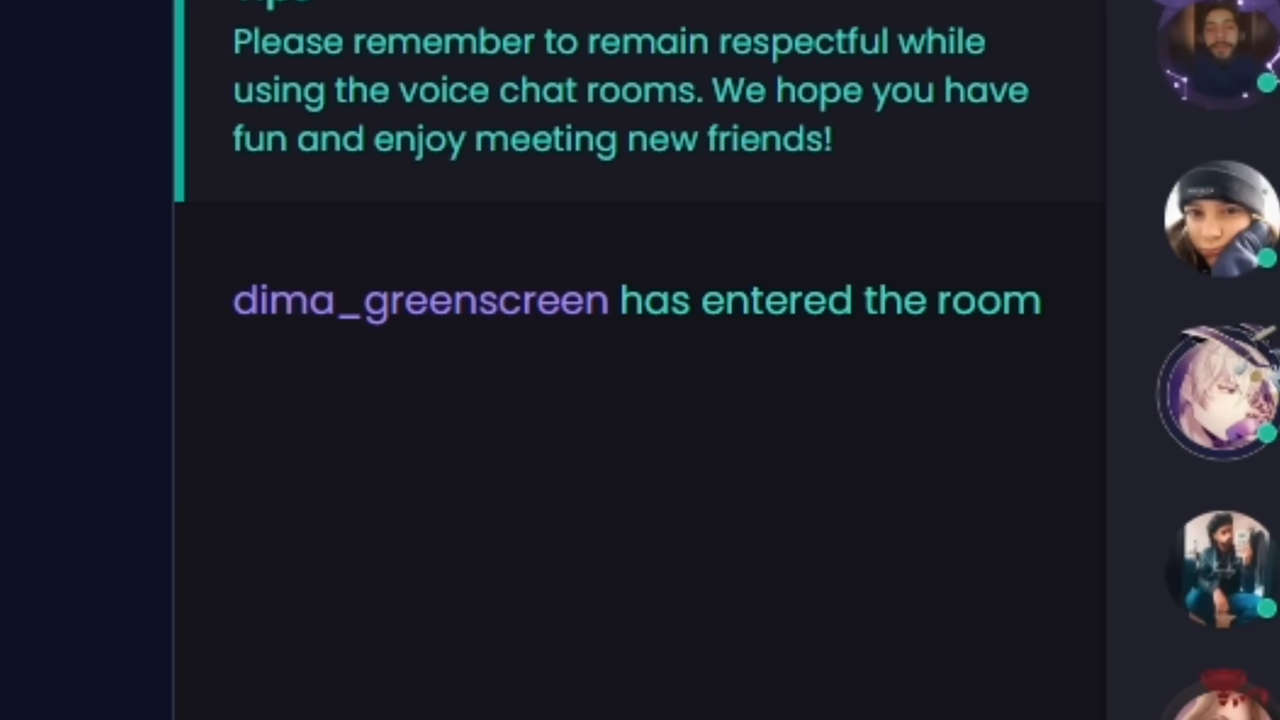 Please remember to remain respectful while
using the voice chat rooms. We hope you have
fun and enjoy meeting new friends!
dima_greenscreen has entered the room